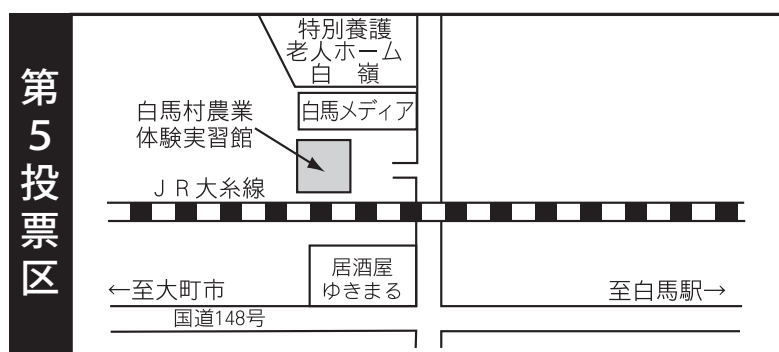 第5投票区
特別養護
老人ホーム
白嶺
白馬メディア
白馬村農業
体験実習館
JR大糸線
居酒屋
ゆきまる
←至大町市
至白馬駅→
国道148号